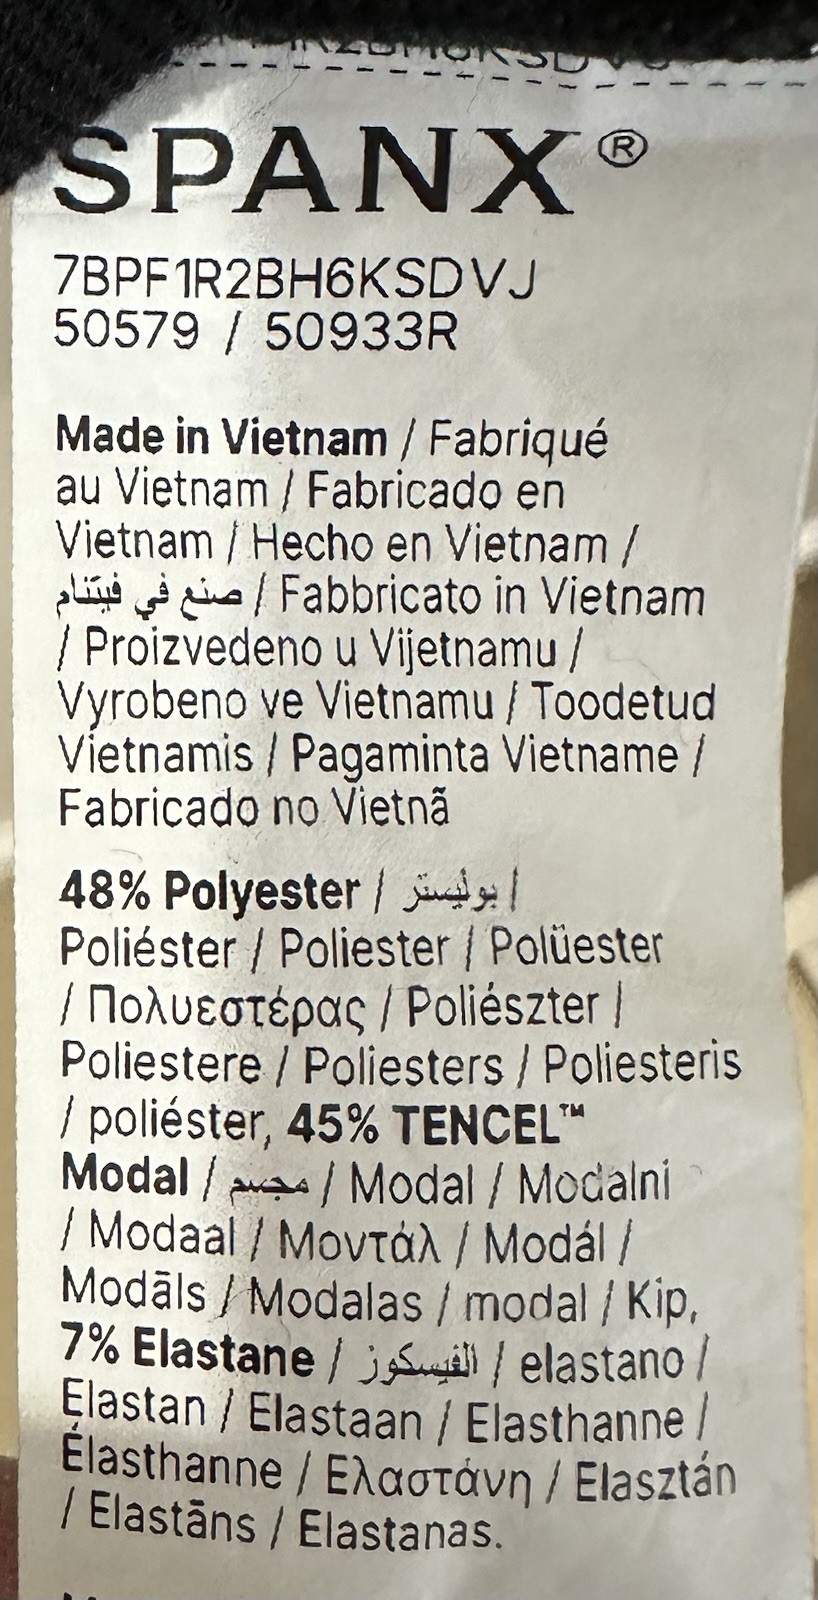 SPANX®
7BPF1R2BH6KSDVJ
50579 / 50933R
Made in Vietnam / Fabriqué
au Vietnam / Fabricado en
Vietnam / Hecho en Vietnam /
صنع في فيتنام / Fabbricato in Vietnam
/ Proizvedeno u Vijetnamu /
Vyrobeno ve Vietnamu / Toodetud
Vietnamis / Pagaminta Vietname /
Fabricado no Vietnã
48% Polyester / بوليستر /
Poliéster / Poliester / Polüester
/ Πολυεστέρας / Poliészter /
Poliestere / Poliesters / Poliesteris
/ poliéster, 45% TENCEL™
Modal / مجسم / Modal / Modalni
/ Modaal / Μοντάλ / Modál /
Modāls / Modalas / modal / Kip,
7% Elastane / الفيسكوز / elastano /
Elastan / Elastaan / Elasthanne /
Élasthanne / Ελαστάνη / Elasztán
/ Elastāns / Elastanas.